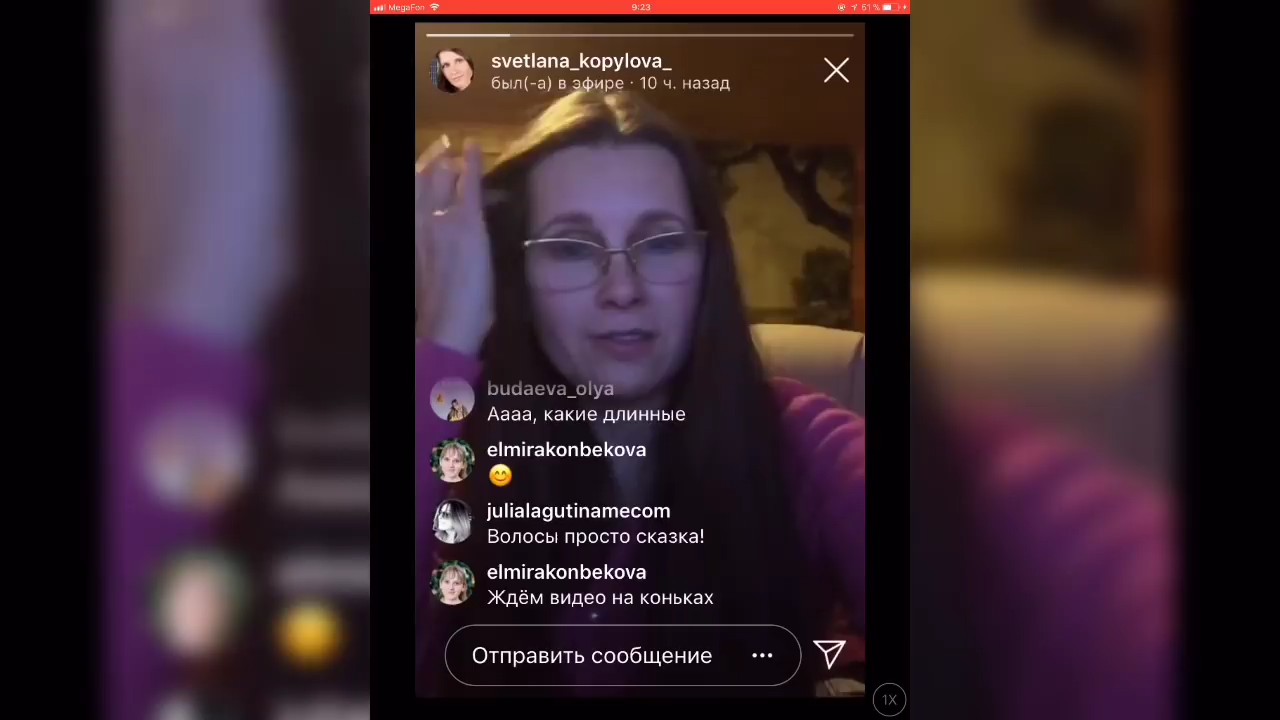 MegaFon
9:23
51 %
svetlana_kopylova_
был(-а) в эфире · 10 ч. назад
budaeva_olya
Аааа, какие длинные
elmirakonbekova
😊
julialagutinamecom
Волосы просто сказка!
elmirakonbekova
Ждём видео на коньках
Отправить сообщение
1X